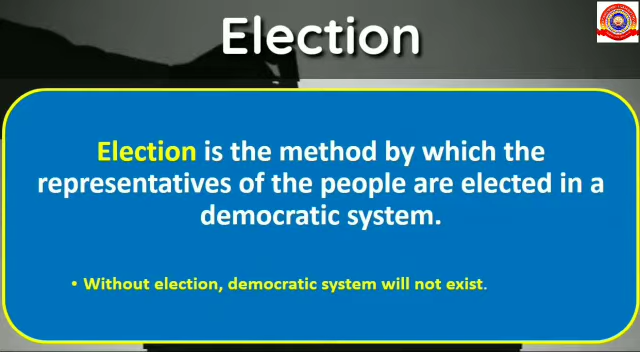 Election
Election is the method by which the
representatives of the people are elected in a
democratic system.
• Without election, democratic system will not exist.